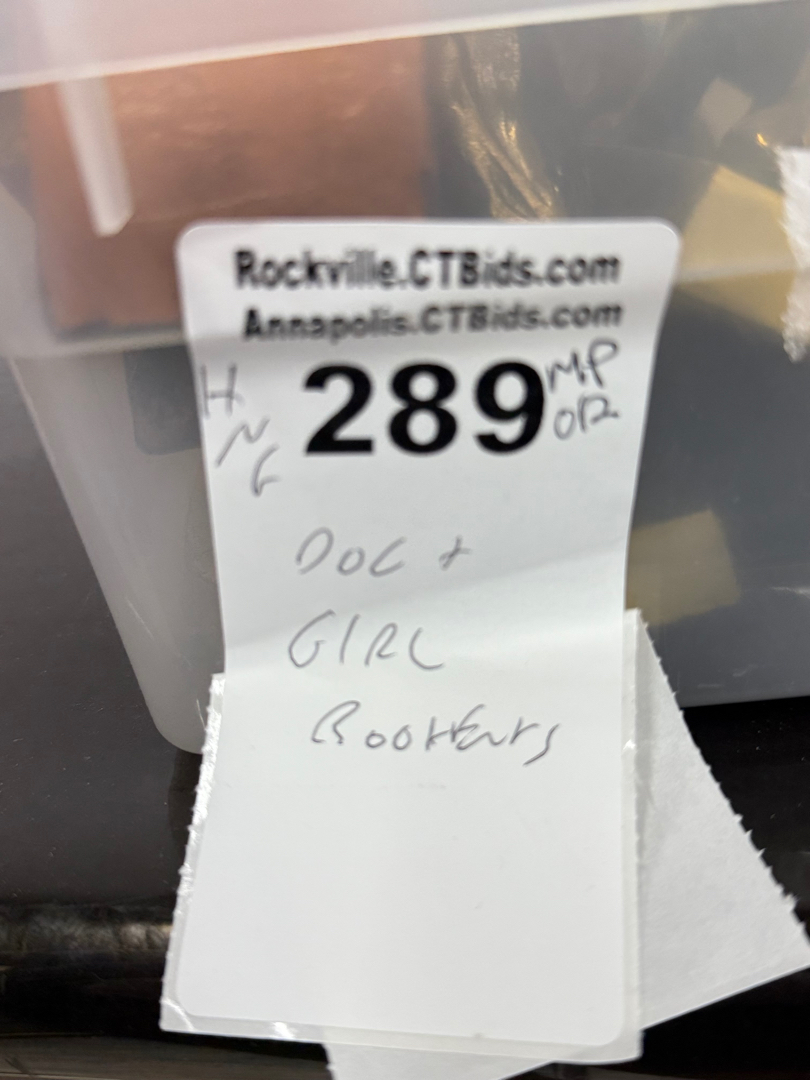 Rockville.CTBids.com
Annapolis.CTBids.com
H
N
G
289
MP
OR
DOG +
GIRL
BOOKENDS